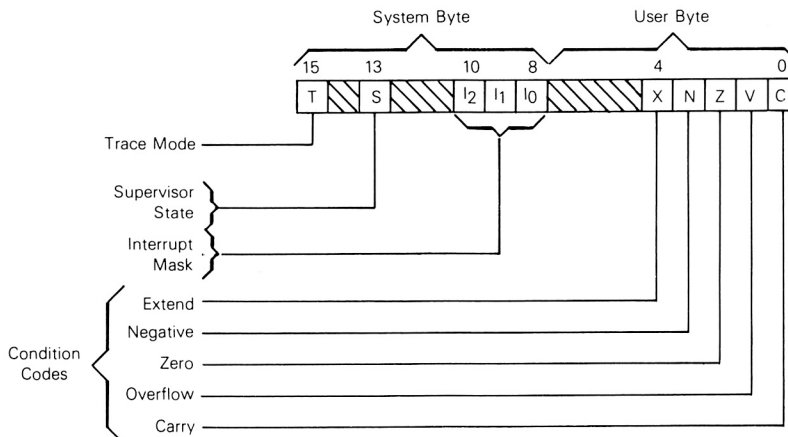 System Byte User Byte
15 13 10 8 4 0
T S I2 I1 I0 X N Z V C
Trace Mode
Supervisor
State
Interrupt
Mask
Extend
Negative
Condition
Codes
Zero
Overflow
Carry